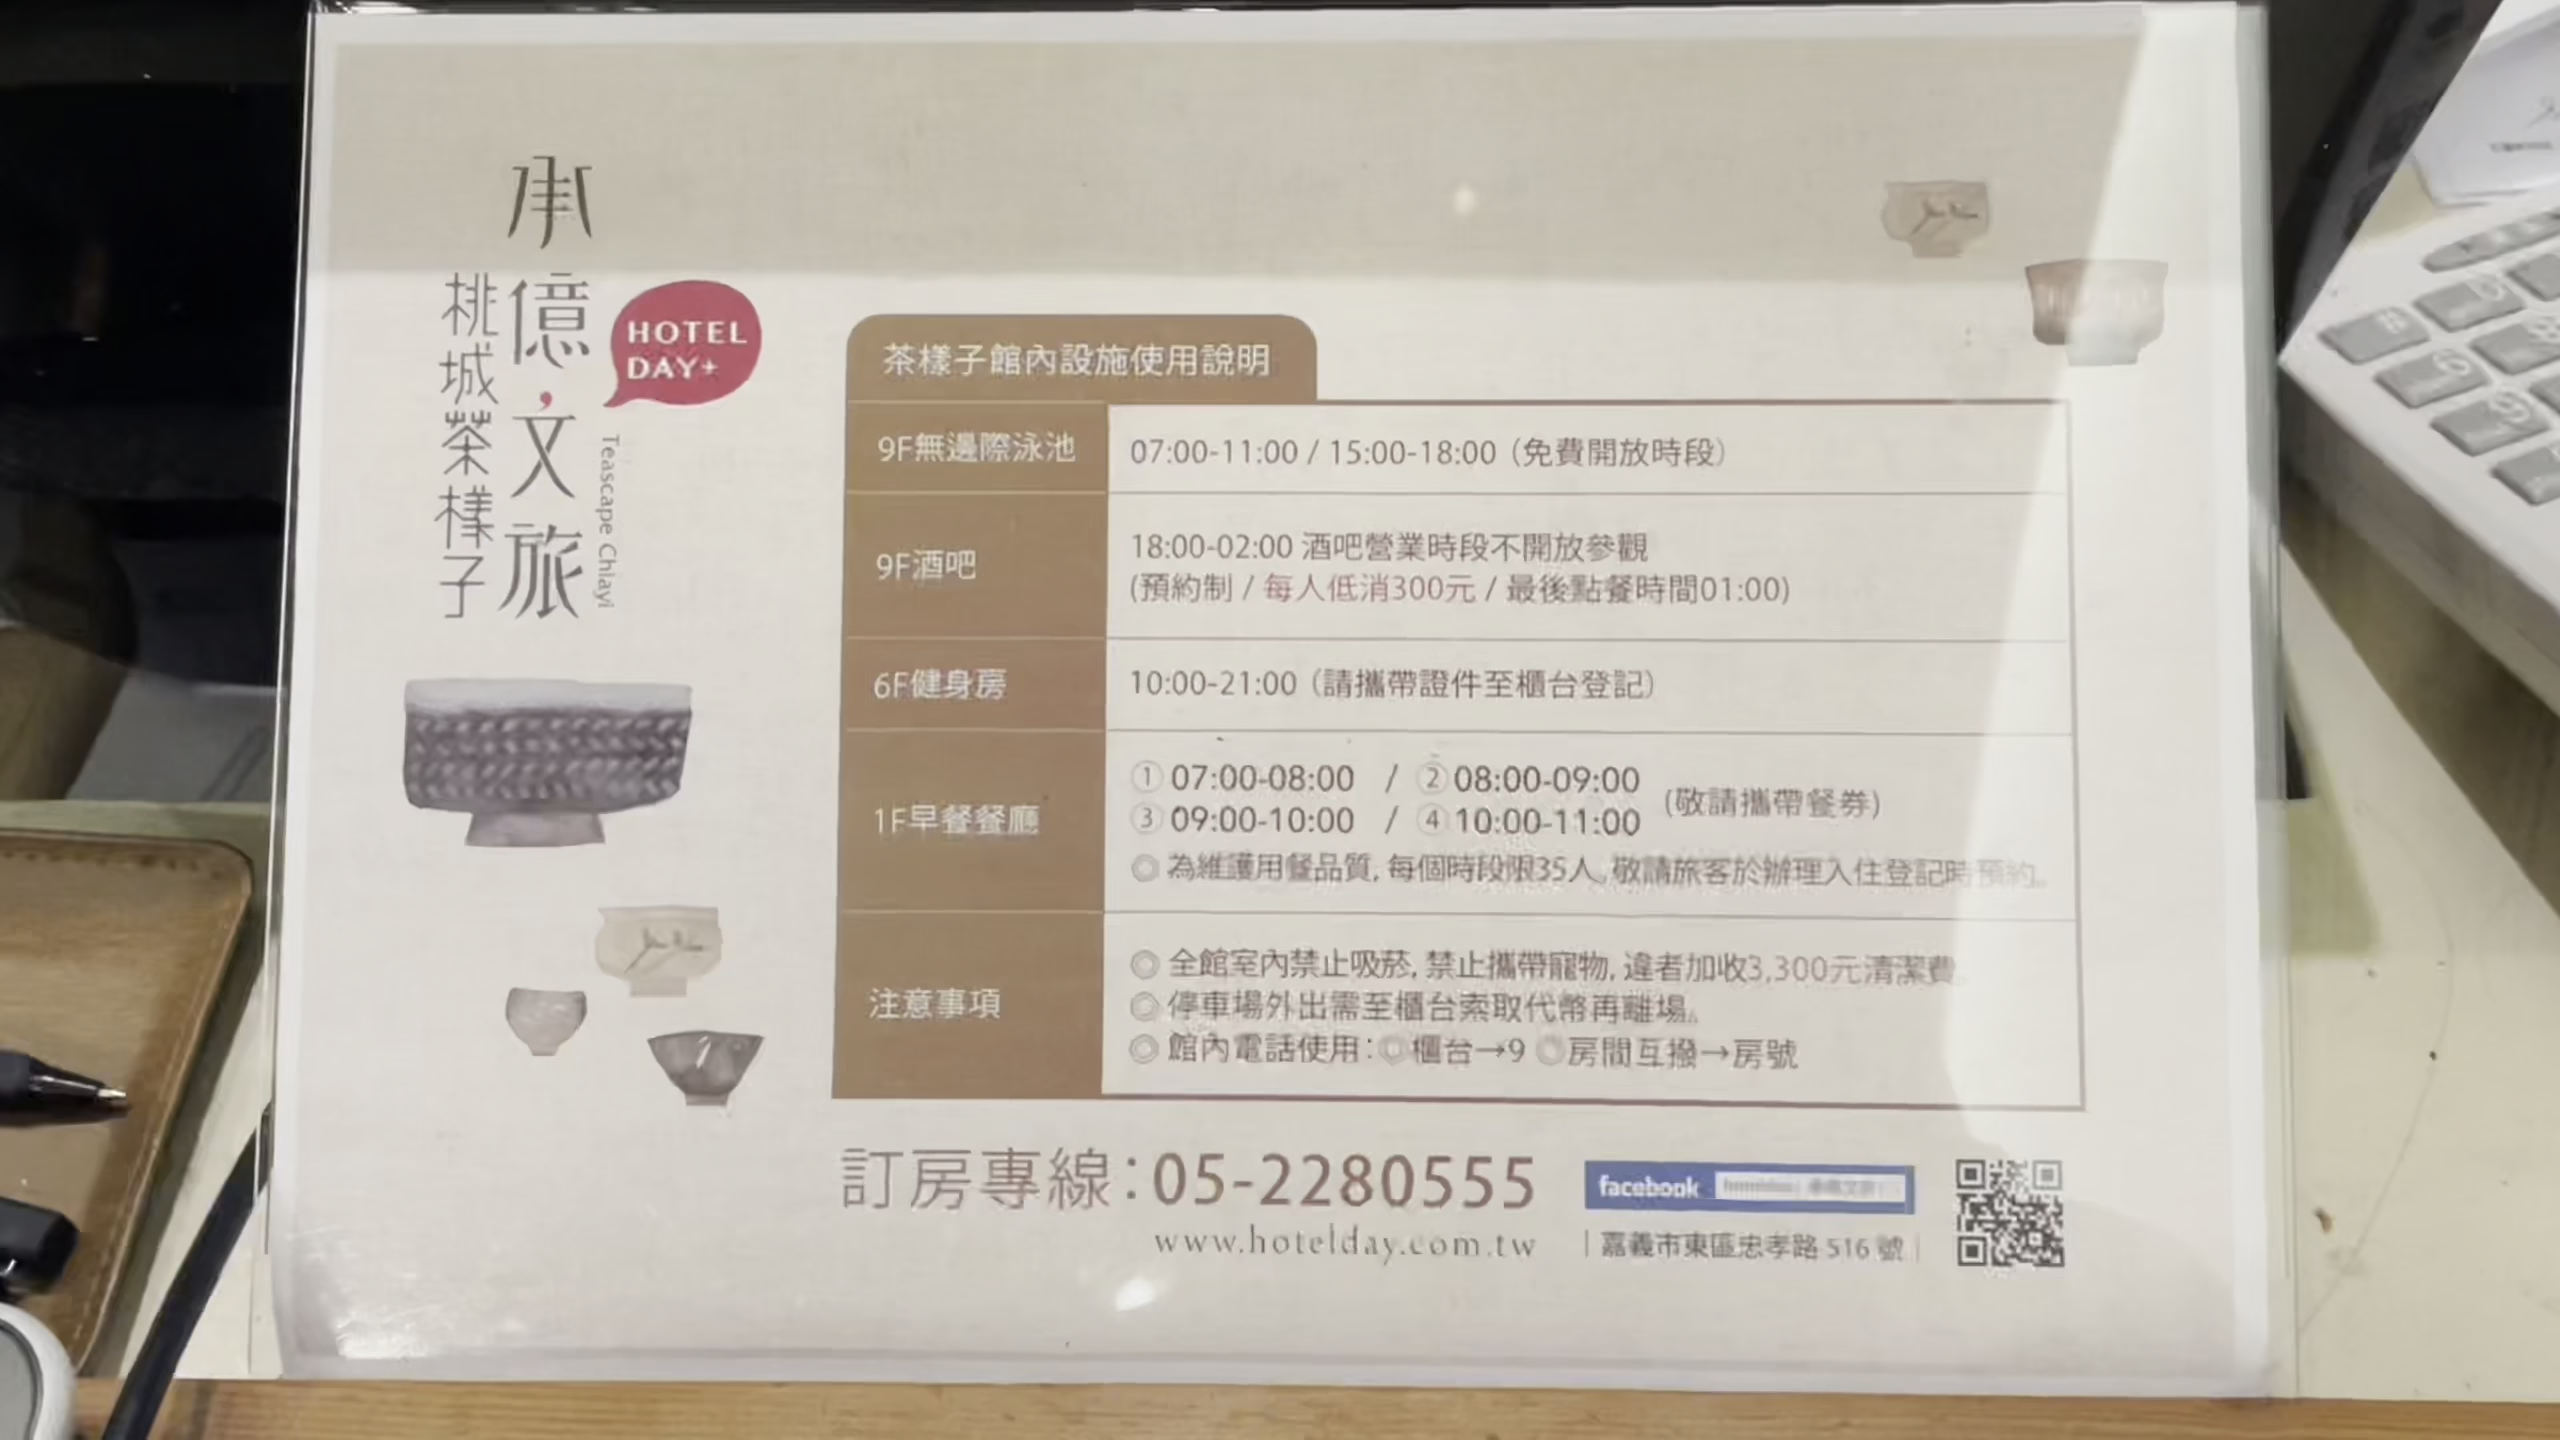 承億文旅
桃城茶樣子
HOTEL
DAY+
Teascape Chiayi
茶樣子館內設施使用說明
9F無邊際泳池
07:00-11:00 / 15:00-18:00 (免費開放時段)
9F酒吧
18:00-02:00 酒吧營業時段不開放參觀
(預約制 / 每人低消300元 / 最後點餐時間01:00)
6F健身房
10:00-21:00 (請攜帶證件至櫃台登記)
1F早餐餐廳
① 07:00-08:00 / ② 08:00-09:00
③ 09:00-10:00 / ④ 10:00-11:00
(敬請攜帶餐券)
◎ 為維護用餐品質, 每個時段限35人, 敬請旅客於辦理入住登記時預約。
注意事項
◎ 全館室內禁止吸菸, 禁止攜帶寵物, 違者加收3,300元清潔費。
◎ 停車場外出需至櫃台索取代幣再離場。
◎ 館內電話使用: 櫃台→9 房間互撥→房號
訂房專線:05-2280555
www.hotelday.com.tw
facebook
嘉義市東區忠孝路 516 號